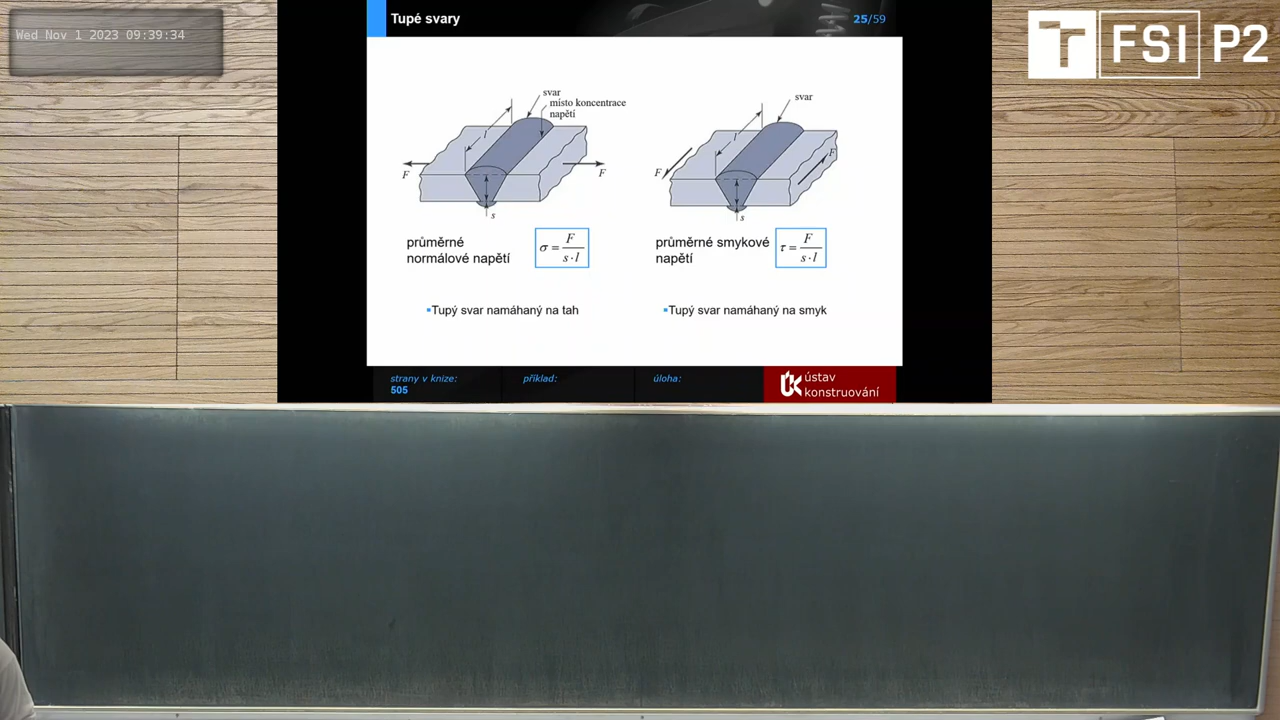 Wed Nov 1 2023 09:39:34
FSI P2
Tupé svary
25/59
svar
místo koncentrace
napětí
l
F
F
s
průměrné
normálové napětí
σ = F / s · l
▪Tupý svar namáhaný na tah
svar
l
F
F
s
průměrné smykové
napětí
τ = F / s · l
▪Tupý svar namáhaný na smyk
strany v knize:
505
příklad:
úloha:
ÚK
ústav
konstruování